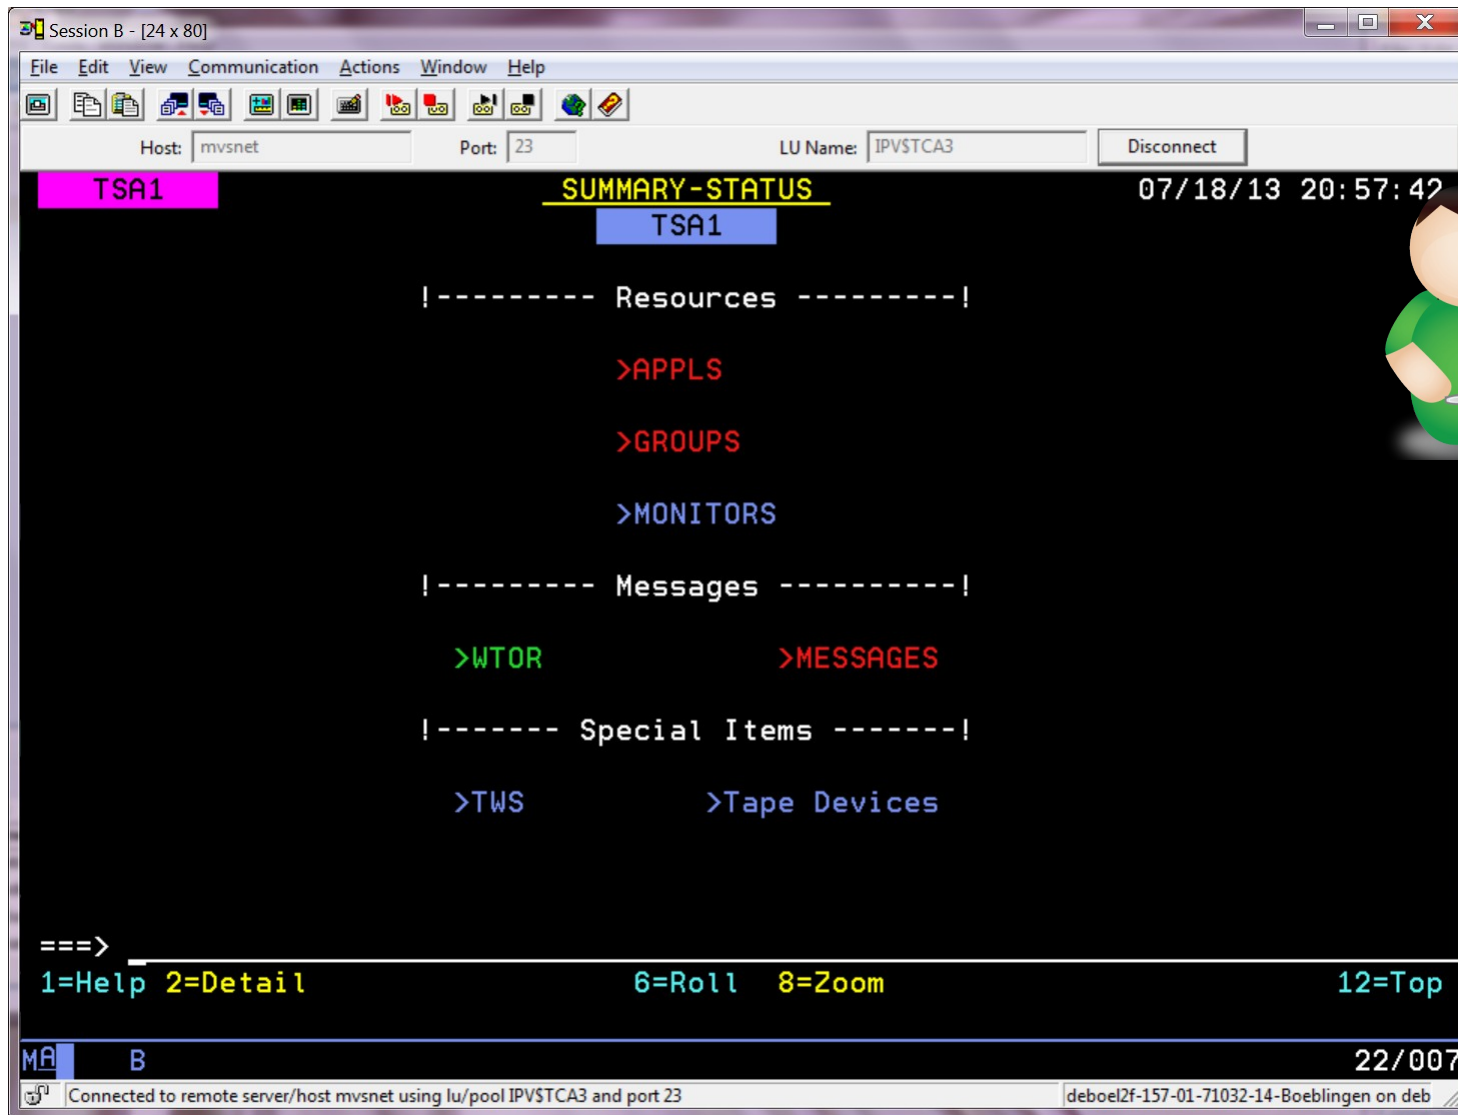 Session B - [24 x 80]
File Edit View Communication Actions Window Help
Host: mvsnet Port: 23 LU Name: IPV$TCA3 Disconnect
TSA1 SUMMARY-STATUS 07/18/13 20:57:42
TSA1
!--------- Resources ---------!
>APPLS
>GROUPS
>MONITORS
!--------- Messages ----------!
>WTOR >MESSAGES
!------- Special Items -------!
>TWS >Tape Devices
===>
1=Help 2=Detail 6=Roll 8=Zoom 12=Top
MA B 22/007
Connected to remote server/host mvsnet using lu/pool IPV$TCA3 and port 23 deboel2f-157-01-71032-14-Boeblingen on deb